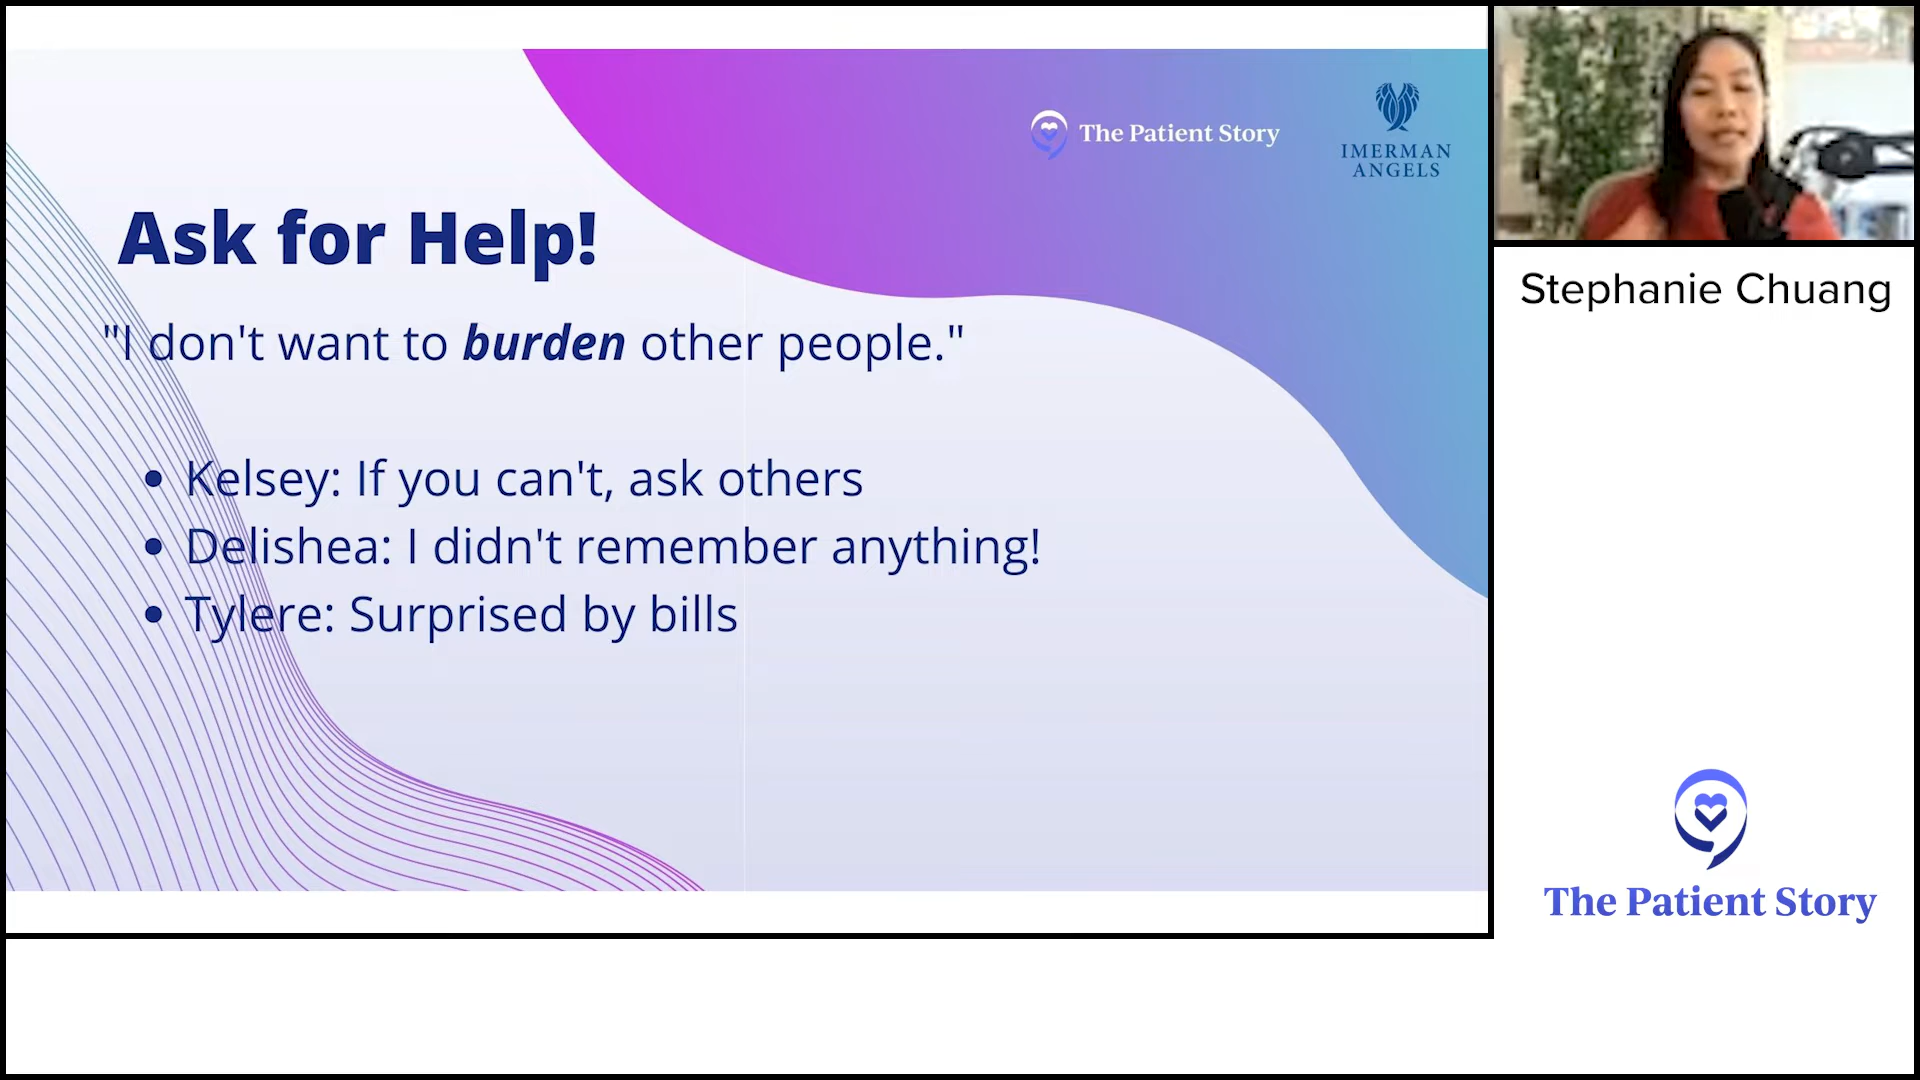 The Patient Story
IMERMAN
ANGELS
Ask for Help!
"I don't want to burden other people."
• Kelsey: If you can't, ask others
• Delishea: I didn't remember anything!
• Tylere: Surprised by bills
Stephanie Chuang
The Patient Story